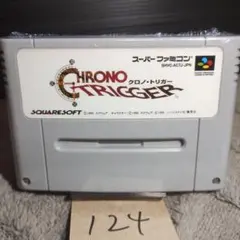 スーパーファミコン
SHVC-ACTJ-JPN
CHRONO
クロノ・トリガー
TRIGGER
SQUARESOFT
124